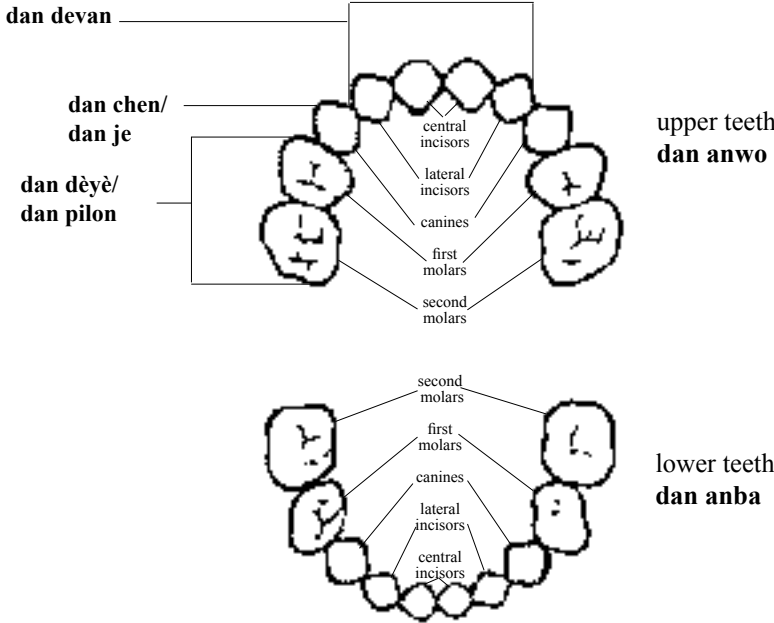 dan devan
dan chen/
dan je
dan dèyè/
dan pilon
central
incisors
lateral
incisors
canines
first
molars
second
molars
upper teeth
dan anwo
second
molars
first
molars
canines
lateral
incisors
central
incisors
lower teeth
dan anba